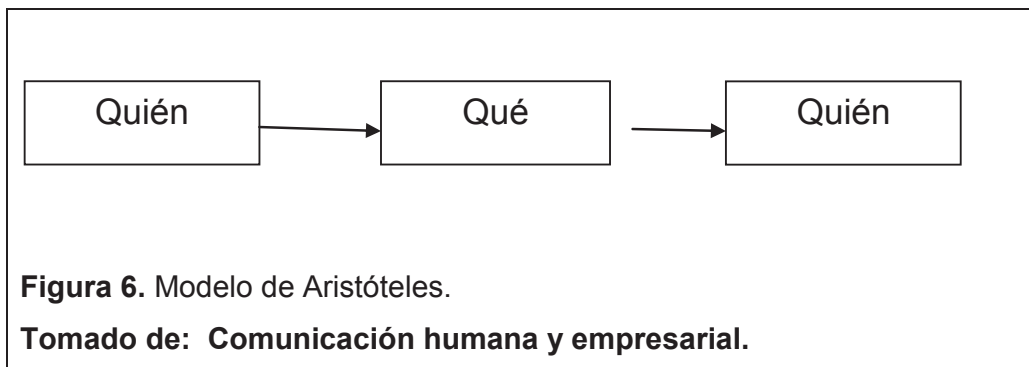 Quién Qué Quién
Figura 6. Modelo de Aristóteles.
Tomado de: Comunicación humana y empresarial.